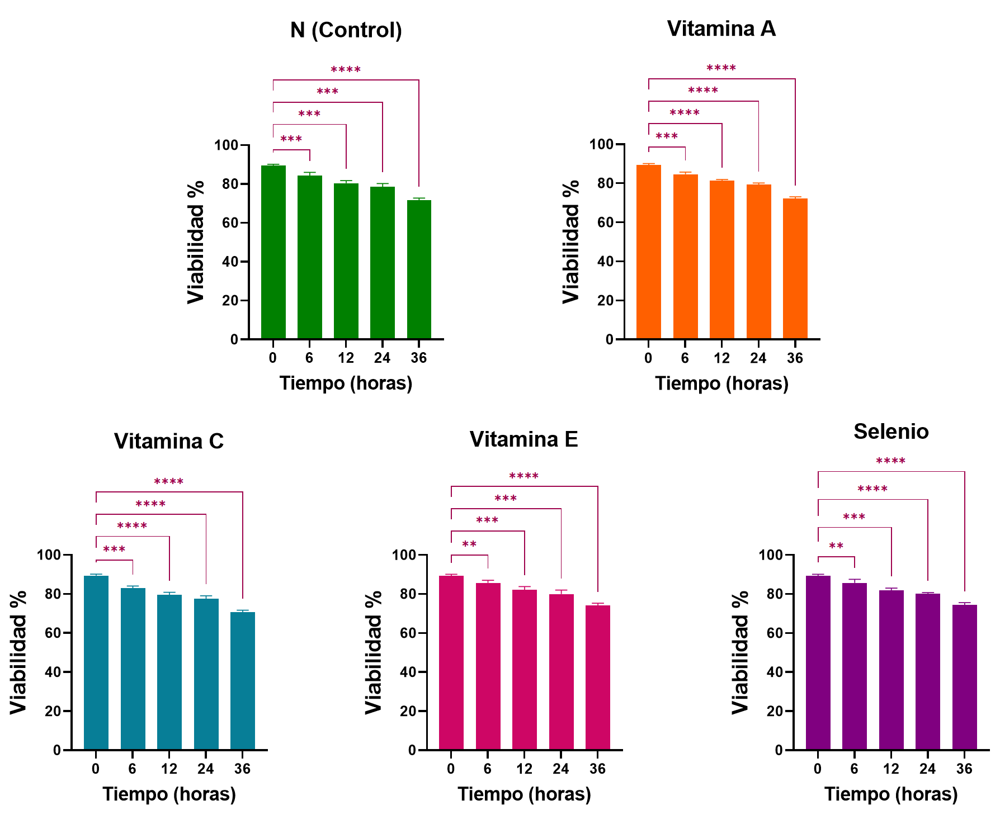 N (Control)
****
***
***
***
Viabilidad %
100
80
60
40
20
0
0 6 12 24 36
Tiempo (horas)
Vitamina A
****
****
****
***
Viabilidad %
100
80
60
40
20
0
0 6 12 24 36
Tiempo (horas)
Vitamina C
****
****
****
***
Viabilidad %
100
80
60
40
20
0
0 6 12 24 36
Tiempo (horas)
Vitamina E
****
***
***
**
Viabilidad %
100
80
60
40
20
0
0 6 12 24 36
Tiempo (horas)
Selenio
****
****
***
**
Viabilidad %
100
80
60
40
20
0
0 6 12 24 36
Tiempo (horas)